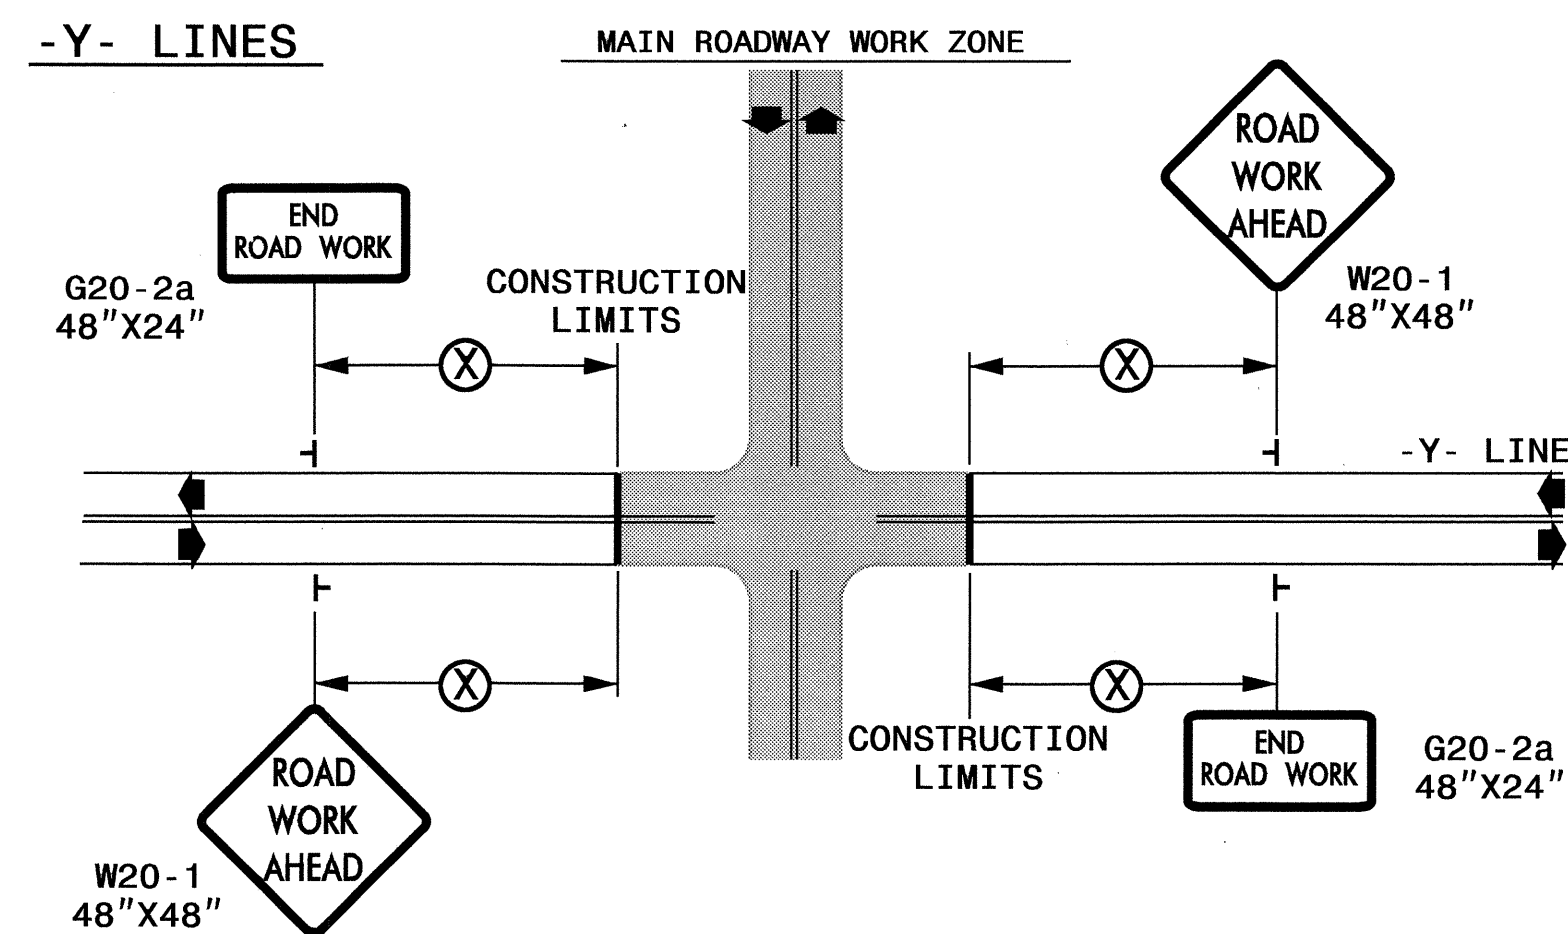 -Y- LINES
MAIN ROADWAY WORK ZONE
ROAD
WORK
AHEAD
END
ROAD WORK
G20-2a
48"X24"
CONSTRUCTION
LIMITS
W20-1
48"X48"
X
X
-Y- LINE
X
X
CONSTRUCTION
LIMITS
END
ROAD WORK
G20-2a
48"X24"
ROAD
WORK
AHEAD
W20-1
48"X48"